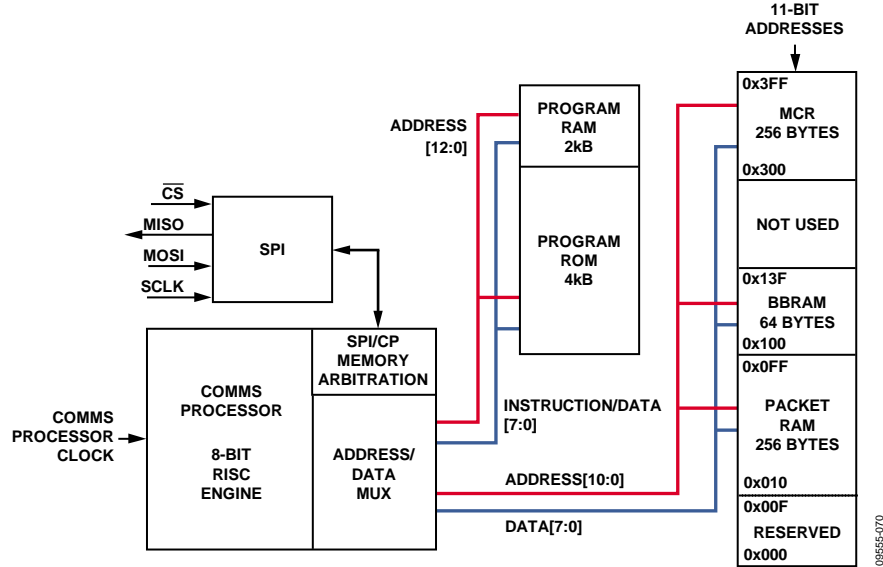 11-BIT
ADDRESSES
0x3FF
MCR
256 BYTES
0x300
NOT USED
0x13F
BBRAM
64 BYTES
0x100
0x0FF
PACKET
RAM
256 BYTES
0x010
0x00F
RESERVED
0x000
ADDRESS
[12:0]
PROGRAM
RAM
2kB
PROGRAM
ROM
4kB
CS
MISO
MOSI
SCLK
SPI
SPI/CP
MEMORY
ARBITRATION
COMMS
PROCESSOR
CLOCK
COMMS
PROCESSOR
8-BIT
RISC
ENGINE
ADDRESS/
DATA
MUX
INSTRUCTION/DATA
[7:0]
ADDRESS[10:0]
DATA[7:0]
09555-070